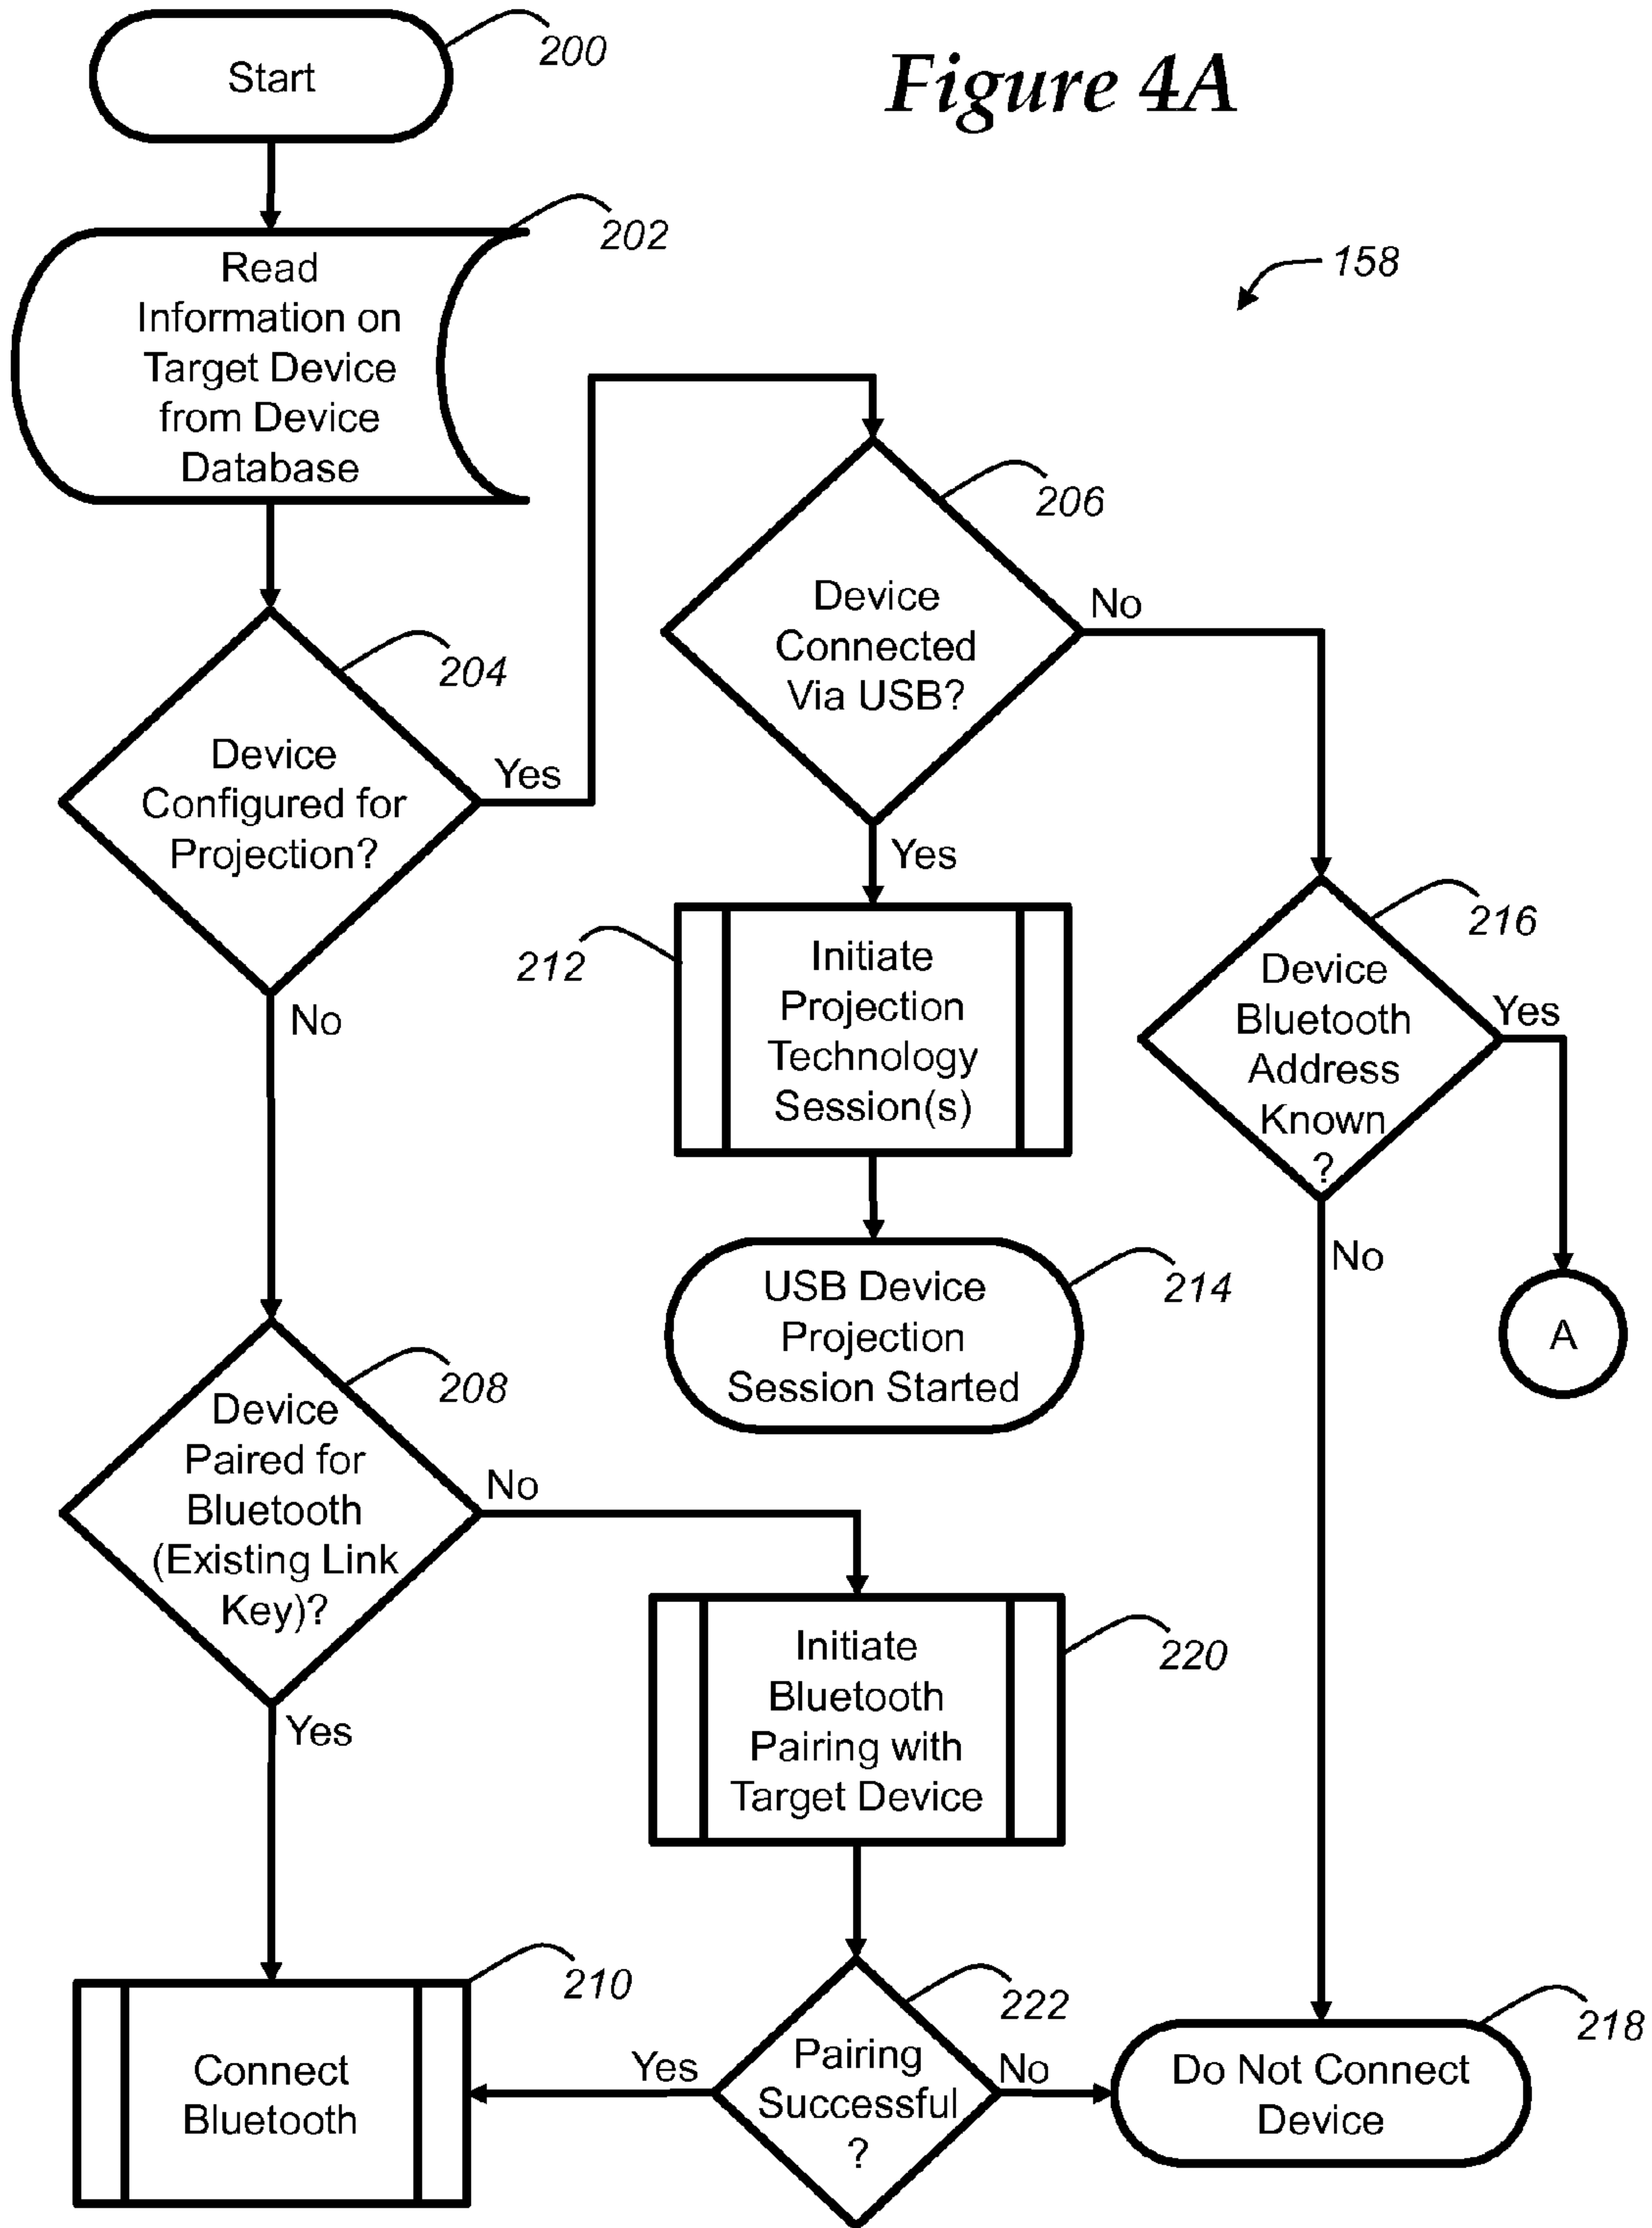 Figure 4A
Start
200
Read
Information on
Target Device
from Device
Database
202
158
Device
Configured for
Projection?
204
Yes
No
Device
Connected
Via USB?
206
No
Yes
Initiate
Projection
Technology
Session(s)
212
USB Device
Projection
Session Started
214
Device
Bluetooth
Address
Known
?
216
Yes
No
A
Device
Paired for
Bluetooth
(Existing Link
Key)?
208
No
Yes
Initiate
Bluetooth
Pairing with
Target Device
220
Connect
Bluetooth
210
Pairing
Successful
?
222
Yes
No
Do Not Connect
Device
218